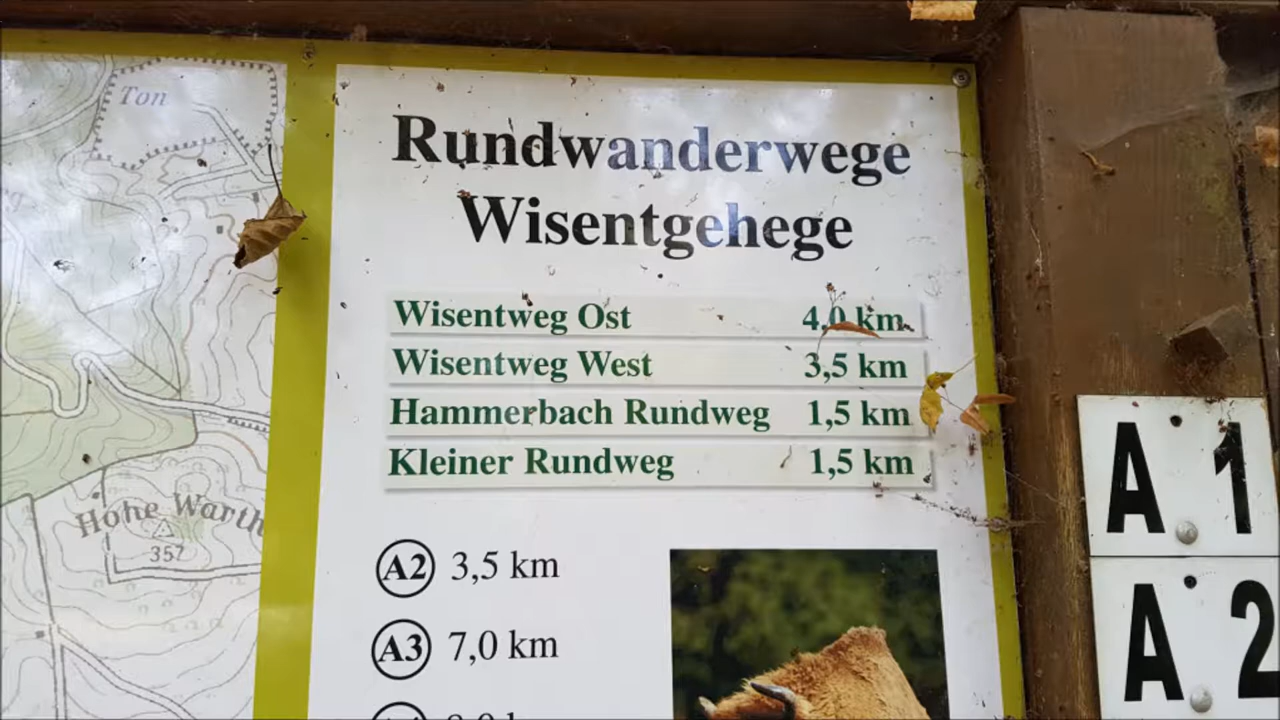 Ton
Rundwanderwege
Wisentgehege
Wisentweg Ost 4,0 km
Wisentweg West 3,5 km
Hammerbach Rundweg 1,5 km
Kleiner Rundweg 1,5 km
Hohe Warth
357
A2 3,5 km
A3 7,0 km
A 1
A 2